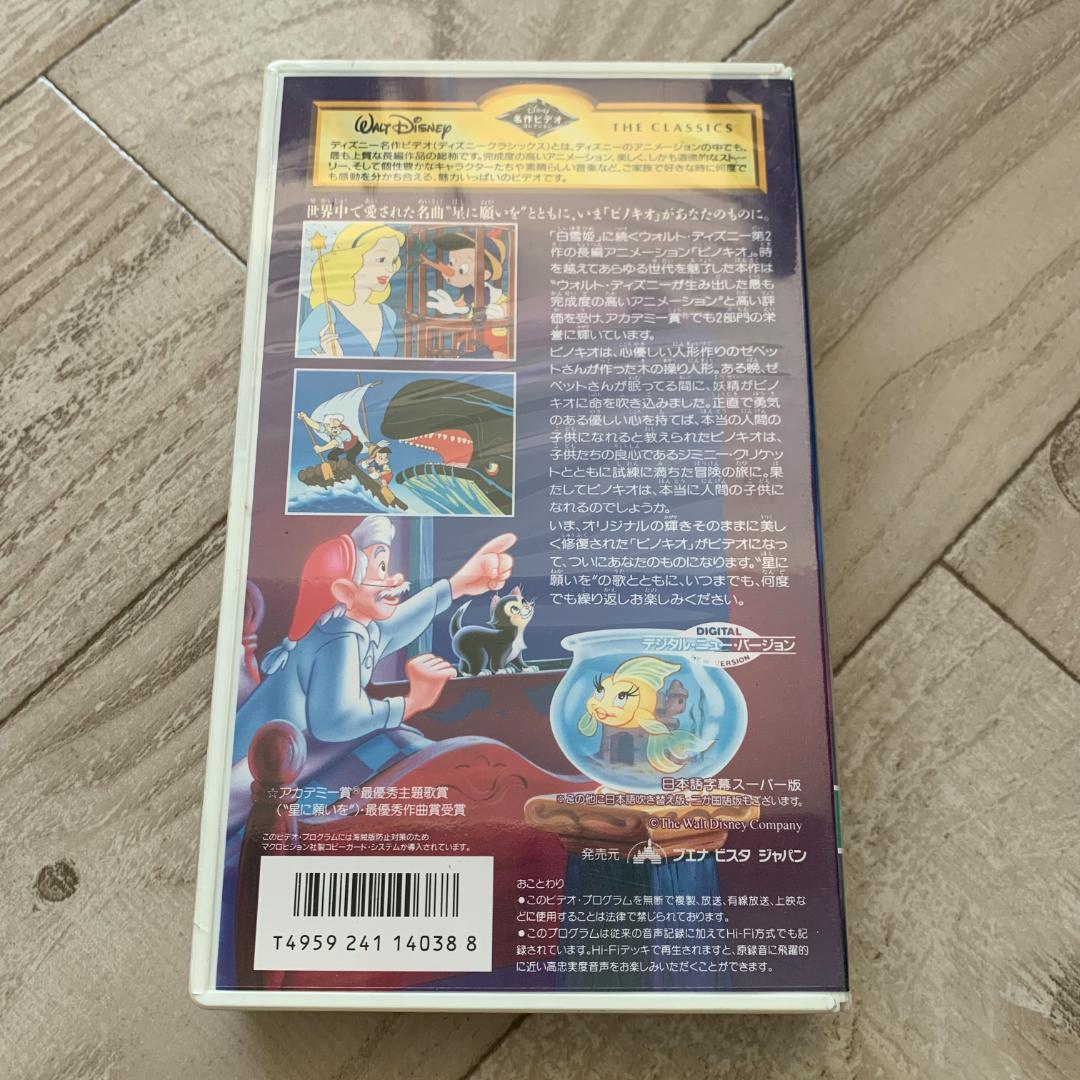 WALT DISNEY
DISNEY
名作ビデオ
コレクション
THE CLASSICS
ディズニー名作ビデオ(ディズニークラシックス)とは、ディズニーのアニメーションの中でも、
最も上質な長編作品の総称です。完成度の高いアニメーション、楽しく、しかも道徳的なストー
リー、そして個性豊かなキャラクターたちや素晴らしい音楽など、ご家族で好きな時に何度で
も感動を分かち合える、魅力いっぱいのビデオです。
世界中で愛された名曲“星に願いを”とともに、いま「ピノキオ」があなたのものに。
「白雪姫」に続くウォルト・ディズニー第2
作の長編アニメーション「ピノキオ」。時
を越えてあらゆる世代を魅了した本作は
“ウォルト・ディズニーが生み出した最も
完成度の高いアニメーション”と高い評
価を受け、アカデミー賞®でも2部門の栄
誉に輝いています。
ピノキオは、心優しい人形作りのゼペッ
トさんが作った木の操り人形。ある晩、ゼ
ペットさんが眠ってる間に、妖精がピノ
キオに命を吹き込みました。正直で勇気
のある優しい心を持てば、本当の人間の
子供になれると教えられたピノキオは、
子供たちの良心であるジミニー・クリケッ
トとともに試練に満ちた冒険の旅に。果
たしてピノキオは、本当に人間の子供に
なれるのでしょうか。
いま、オリジナルの輝きそのままに美し
く修復された「ピノキオ」がビデオになっ
て、ついにあなたのものになります。“星に
願いを”の歌とともに、いつまでも、何度
でも繰り返しお楽しみください。
DIGITAL
デジタル・ニュー・バージョン
NEW VERSION
日本語字幕スーパー版
※この他に日本語吹き替え版、二か国語版もございます。
©The Walt Disney Company
発売元 ブエナ ビスタ ジャパン
☆アカデミー賞®最優秀主題歌賞
(“星に願いを”)・最優秀作曲賞受賞
このビデオ・プログラムには海賊版防止対策のため
マクロビジョン社製コピーガード・システムが導入されています。
T4959 241 14038 8
おことわり
●このビデオ・プログラムを無断で複製、放送、有線放送、上映な
どに使用することは法律で禁じられております。
●このプログラムは従来の音声記録に加えてHi-Fi方式でも記
録されています。Hi-Fiデッキで再生されますと、原録音に飛躍的
に近い高忠実度音声をお楽しみいただくことができます。